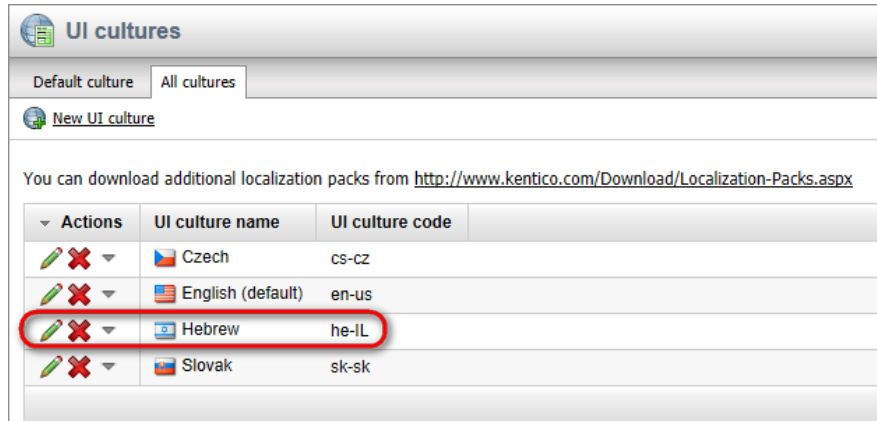 UI cultures
Default culture All cultures
New UI culture
You can download additional localization packs from http://www.kentico.com/Download/Localization-Packs.aspx
Actions UI culture name UI culture code
Czech cs-cz
English (default) en-us
Hebrew he-IL
Slovak sk-sk